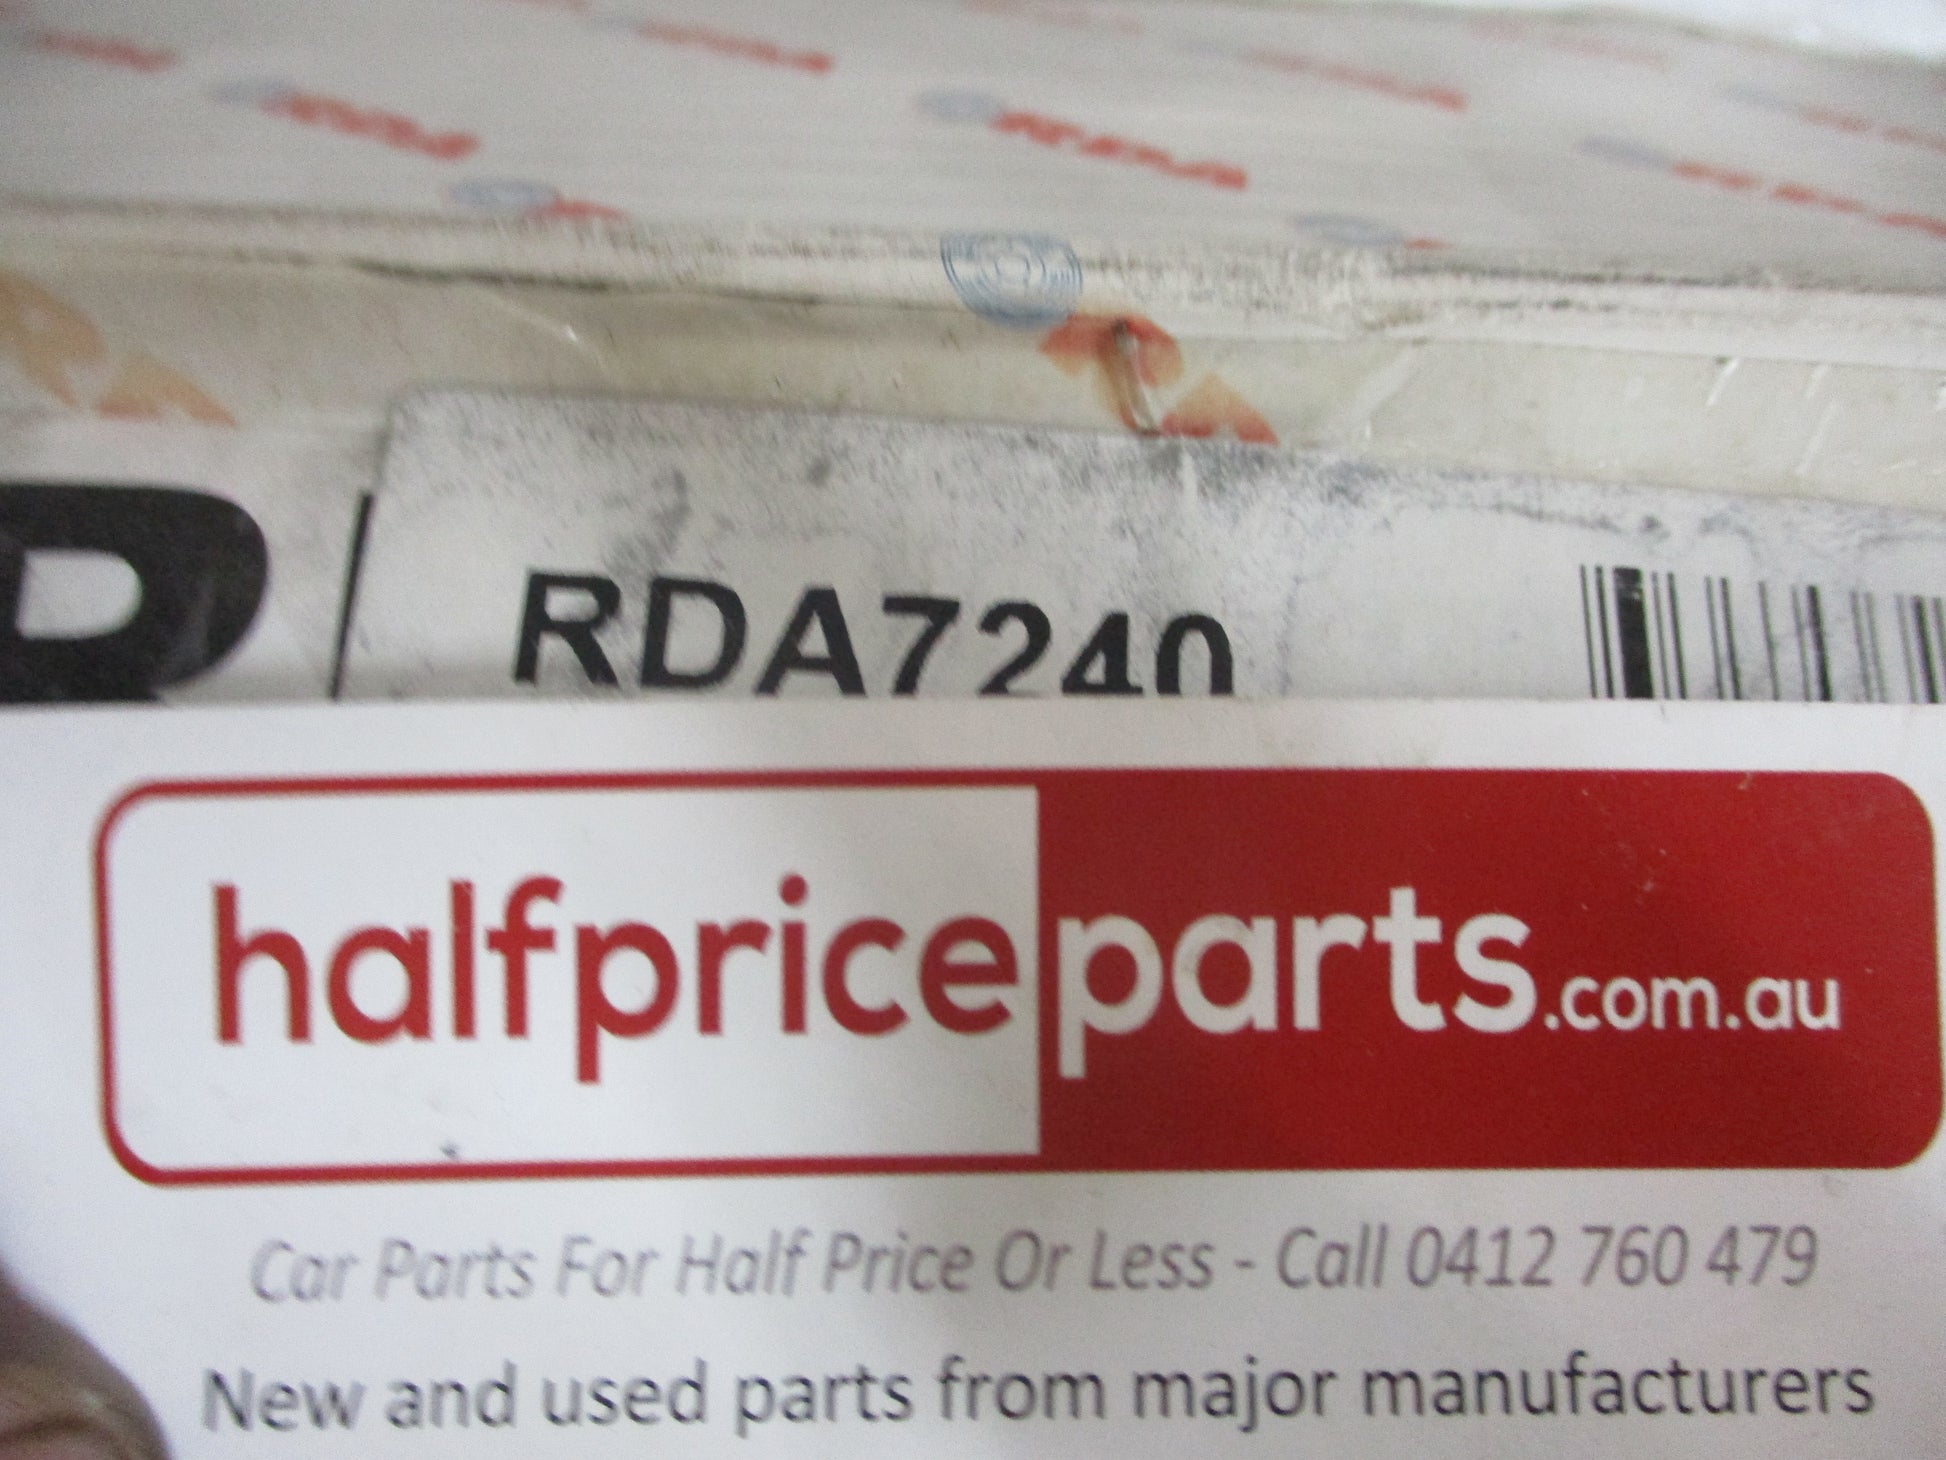 R
RDA7240
halfpriceparts.com.au
Car Parts For Half Price Or Less - Call 0412 760 479
New and used parts from major manufacturers